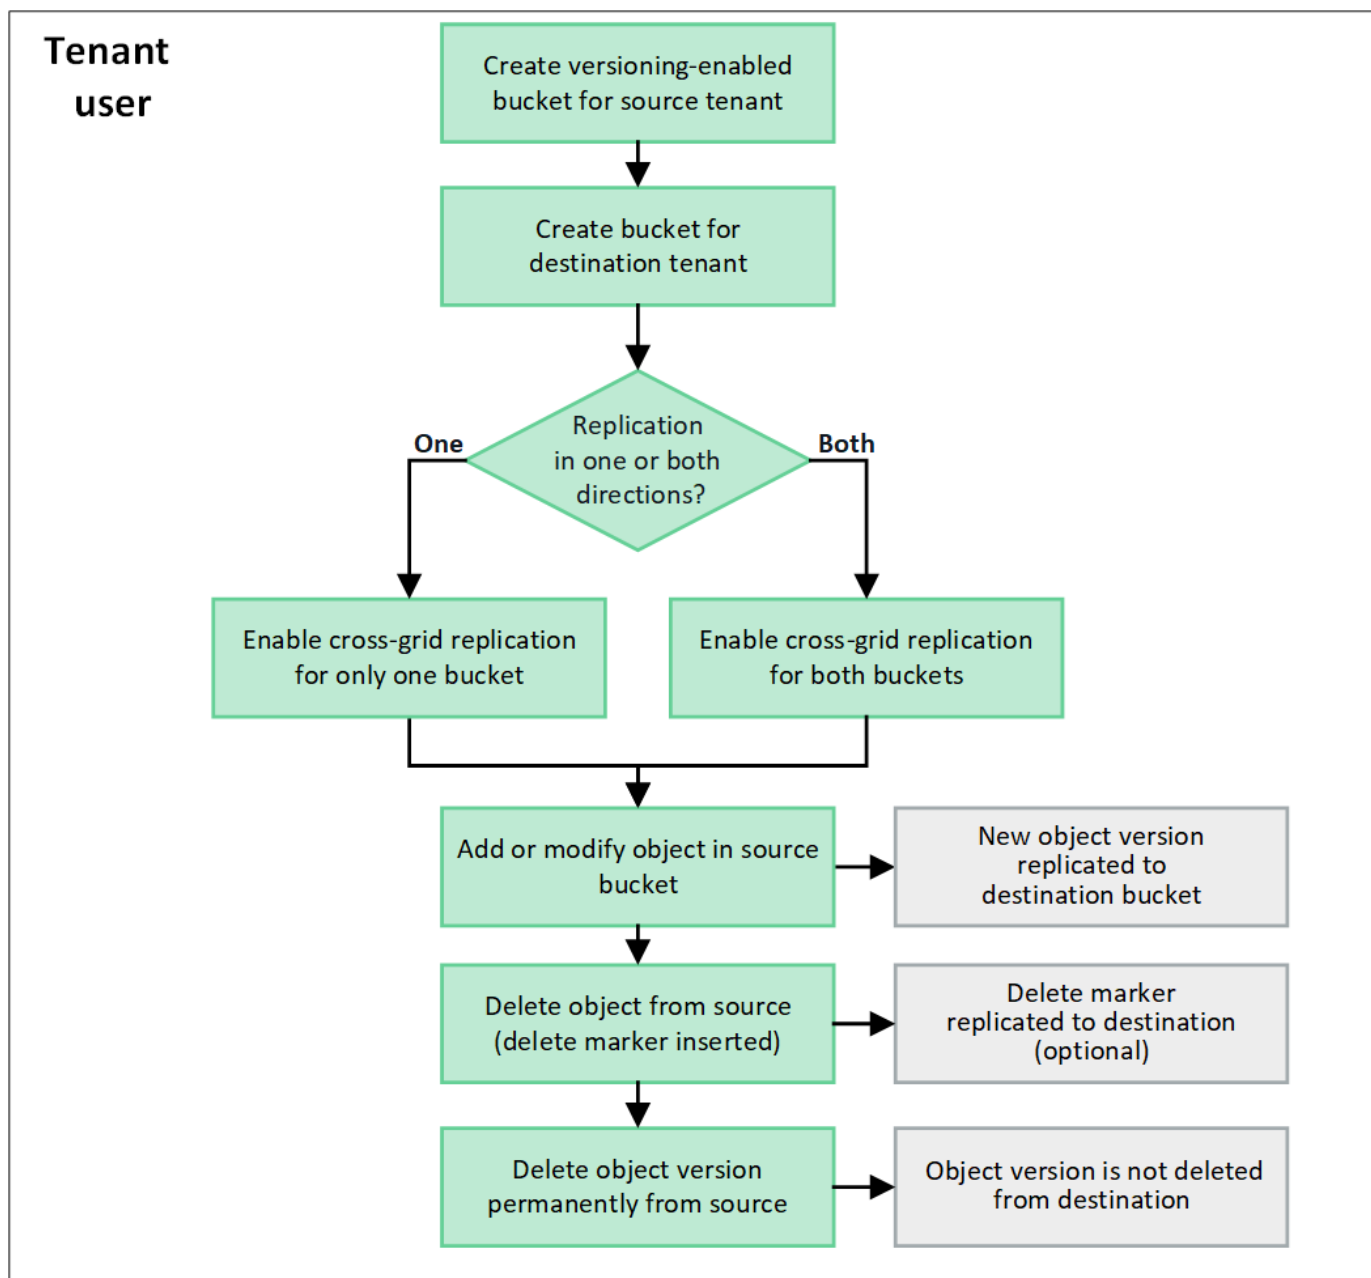 Tenant
user
Create versioning-enabled
bucket for source tenant
Create bucket for
destination tenant
Replication
in one or both
directions?
One
Both
Enable cross-grid replication
for only one bucket
Enable cross-grid replication
for both buckets
Add or modify object in source
bucket
New object version
replicated to
destination bucket
Delete object from source
(delete marker inserted)
Delete marker
replicated to destination
(optional)
Delete object version
permanently from source
Object version is not deleted
from destination